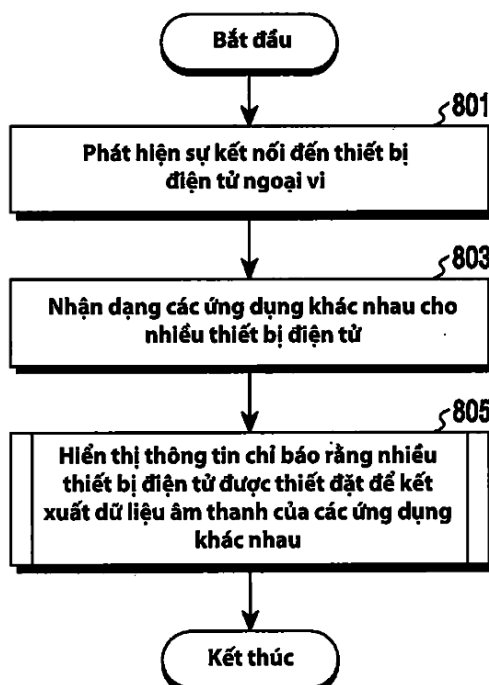 Bắt đầu
801
Phát hiện sự kết nối đến thiết bị
điện tử ngoại vi
803
Nhận dạng các ứng dụng khác nhau cho
nhiều thiết bị điện tử
805
Hiển thị thông tin chỉ báo rằng nhiều
thiết bị điện tử được thiết đặt để kết
xuất dữ liệu âm thanh của các ứng dụng
khác nhau
Kết thúc